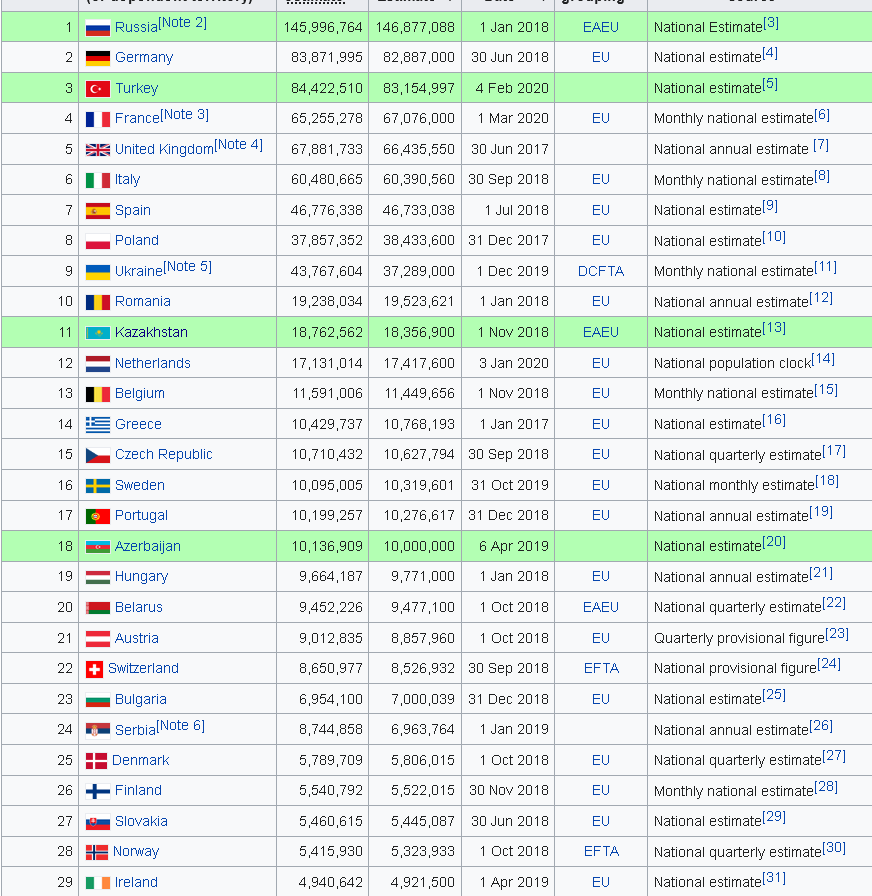 1 Russia[Note 2] 145,996,764 146,877,088 1 Jan 2018 EAEU National Estimate[3]
2 Germany 83,871,995 82,887,000 30 Jun 2018 EU National estimate[4]
3 Turkey 84,422,510 83,154,997 4 Feb 2020 National estimate[5]
4 France[Note 3] 65,255,278 67,076,000 1 Mar 2020 EU Monthly national estimate[6]
5 United Kingdom[Note 4] 67,881,733 66,435,550 30 Jun 2017 National annual estimate [7]
6 Italy 60,480,665 60,390,560 30 Sep 2018 EU Monthly national estimate[8]
7 Spain 46,776,338 46,733,038 1 Jul 2018 EU National estimate[9]
8 Poland 37,857,352 38,433,600 31 Dec 2017 EU National estimate[10]
9 Ukraine[Note 5] 43,767,604 37,289,000 1 Dec 2019 DCFTA Monthly national estimate[11]
10 Romania 19,238,034 19,523,621 1 Jan 2018 EU National annual estimate[12]
11 Kazakhstan 18,762,562 18,356,900 1 Nov 2018 EAEU National estimate[13]
12 Netherlands 17,131,014 17,417,600 3 Jan 2020 EU National population clock[14]
13 Belgium 11,591,006 11,449,656 1 Nov 2018 EU Monthly national estimate[15]
14 Greece 10,429,737 10,768,193 1 Jan 2017 EU National estimate[16]
15 Czech Republic 10,710,432 10,627,794 30 Sep 2018 EU National quarterly estimate[17]
16 Sweden 10,095,005 10,319,601 31 Oct 2019 EU National monthly estimate[18]
17 Portugal 10,199,257 10,276,617 31 Dec 2018 EU National annual estimate[19]
18 Azerbaijan 10,136,909 10,000,000 6 Apr 2019 National estimate[20]
19 Hungary 9,664,187 9,771,000 1 Jan 2018 EU National annual estimate[21]
20 Belarus 9,452,226 9,477,100 1 Oct 2018 EAEU National quarterly estimate[22]
21 Austria 9,012,835 8,857,960 1 Oct 2018 EU Quarterly provisional figure[23]
22 Switzerland 8,650,977 8,526,932 30 Sep 2018 EFTA National provisional figure[24]
23 Bulgaria 6,954,100 7,000,039 31 Dec 2018 EU National estimate[25]
24 Serbia[Note 6] 8,744,858 6,963,764 1 Jan 2019 National annual estimate[26]
25 Denmark 5,789,709 5,806,015 1 Oct 2018 EU National quarterly estimate[27]
26 Finland 5,540,792 5,522,015 30 Nov 2018 EU Monthly national estimate[28]
27 Slovakia 5,460,615 5,445,087 30 Jun 2018 EU National estimate[29]
28 Norway 5,415,930 5,323,933 1 Oct 2018 EFTA National quarterly estimate[30]
29 Ireland 4,940,642 4,921,500 1 Apr 2019 EU National estimate[31]